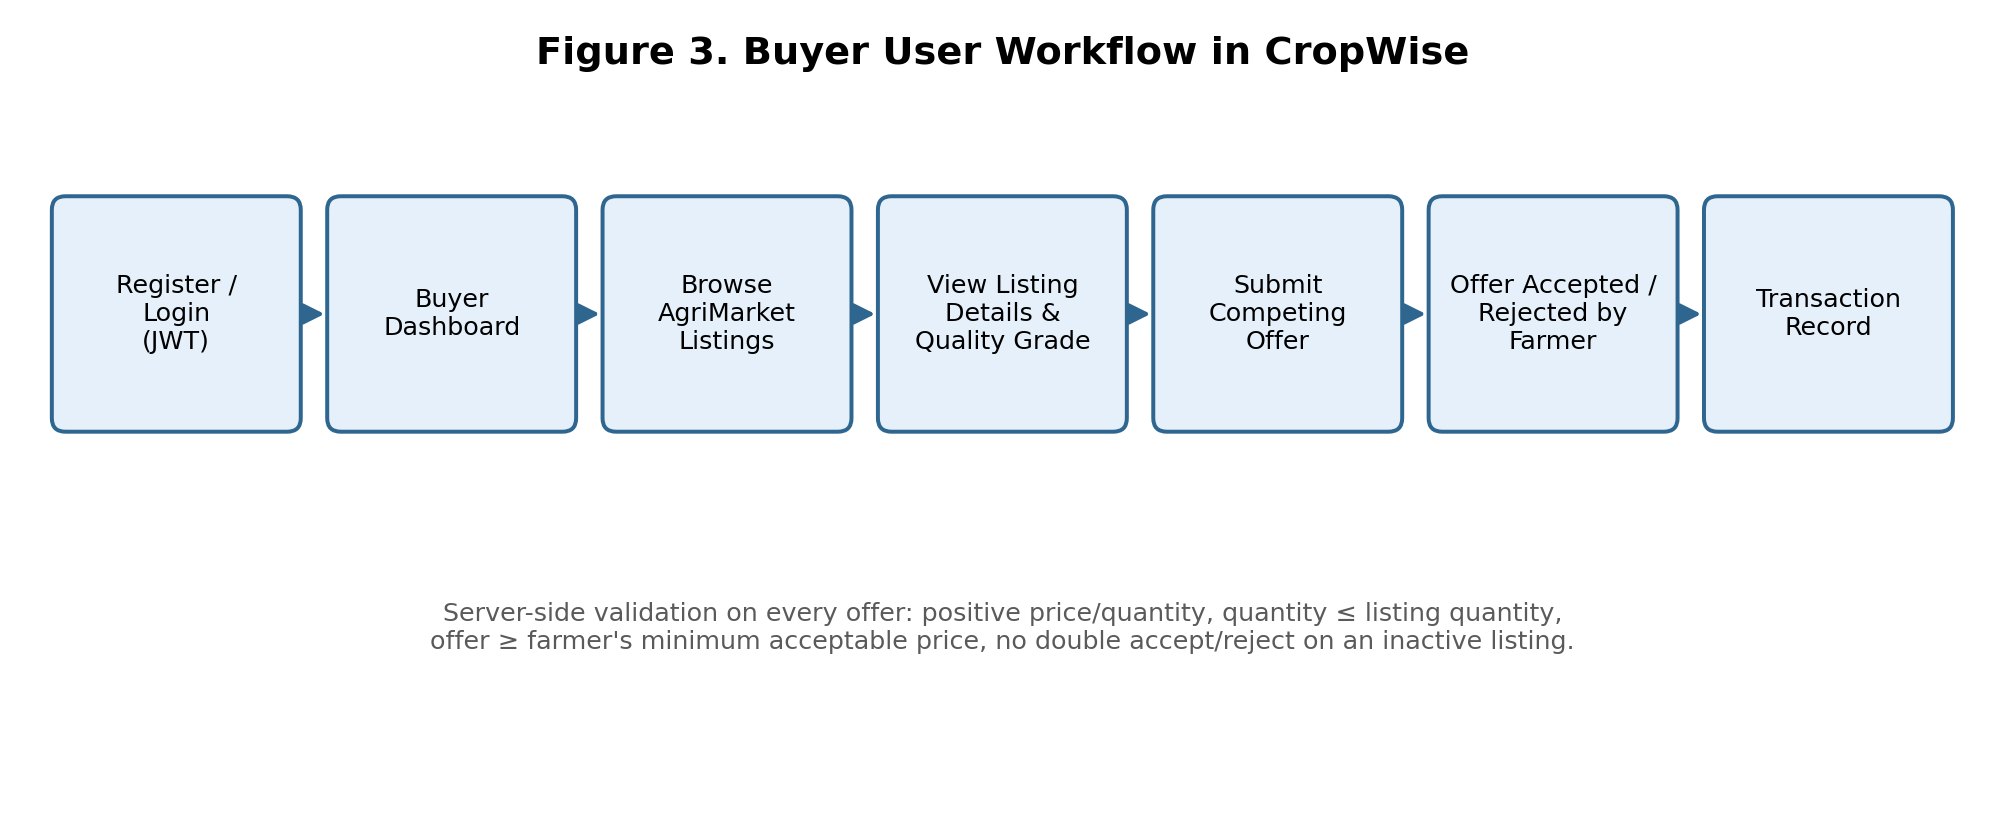 Figure 3. Buyer User Workflow in CropWise
Register /
Login
(JWT)
Buyer
Dashboard
Browse
AgriMarket
Listings
View Listing
Details &
Quality Grade
Submit
Competing
Offer
Offer Accepted /
Rejected by
Farmer
Transaction
Record
Server-side validation on every offer: positive price/quantity, quantity ≤ listing quantity,
offer ≥ farmer's minimum acceptable price, no double accept/reject on an inactive listing.